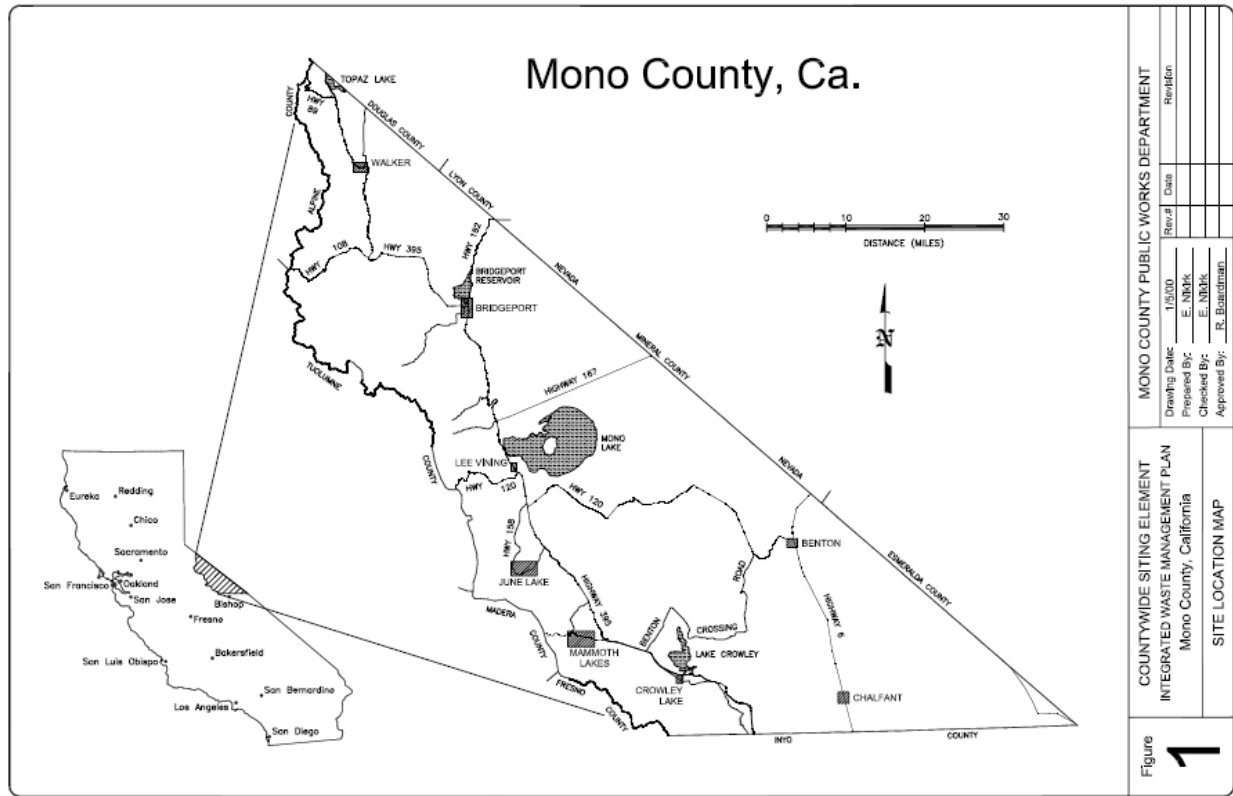 Mono County, Ca.
TOPAZ LAKE
COUNTY
HWY
89
DOUGLAS COUNTY
WALKER
LYON COUNTY
ALPINE
HWY 182
HWY 108
HWY 395
NEVADA
BRIDGEPORT
RESERVOIR
BRIDGEPORT
0 10 20 30
DISTANCE (MILES)
N
MINERAL COUNTY
TUOLUMNE
HIGHWAY 167
MONO
LAKE
LEE VINING
COUNTY
HWY 120
HWY 120
NEVADA
HWY 158
BENTON
ESMERALDA COUNTY
JUNE LAKE
ROAD
HIGHWAY 395
HIGHWAY 6
MADERA
COUNTY
MAMMOTH
LAKES
BENTON
CROSSING
LAKE CROWLEY
FRESNO
COUNTY
CROWLEY
LAKE
CHALFANT
INYO
COUNTY
Eureka
Redding
Chico
Sacramento
San Francisco
Oakland
San Jose
Bishop
Fresno
San Luis Obispo
Bakersfield
San Bernardino
Los Angeles
San Diego
MONO COUNTY PUBLIC WORKS DEPARTMENT
Drawing Date: 1/5/00
Prepared By: E. Nikirk
Checked By: E. Nikirk
Approved By: R. Boardman
Rev.# Date Revision
COUNTYWIDE SITING ELEMENT
INTEGRATED WASTE MANAGEMENT PLAN
Mono County, California
SITE LOCATION MAP
Figure
1